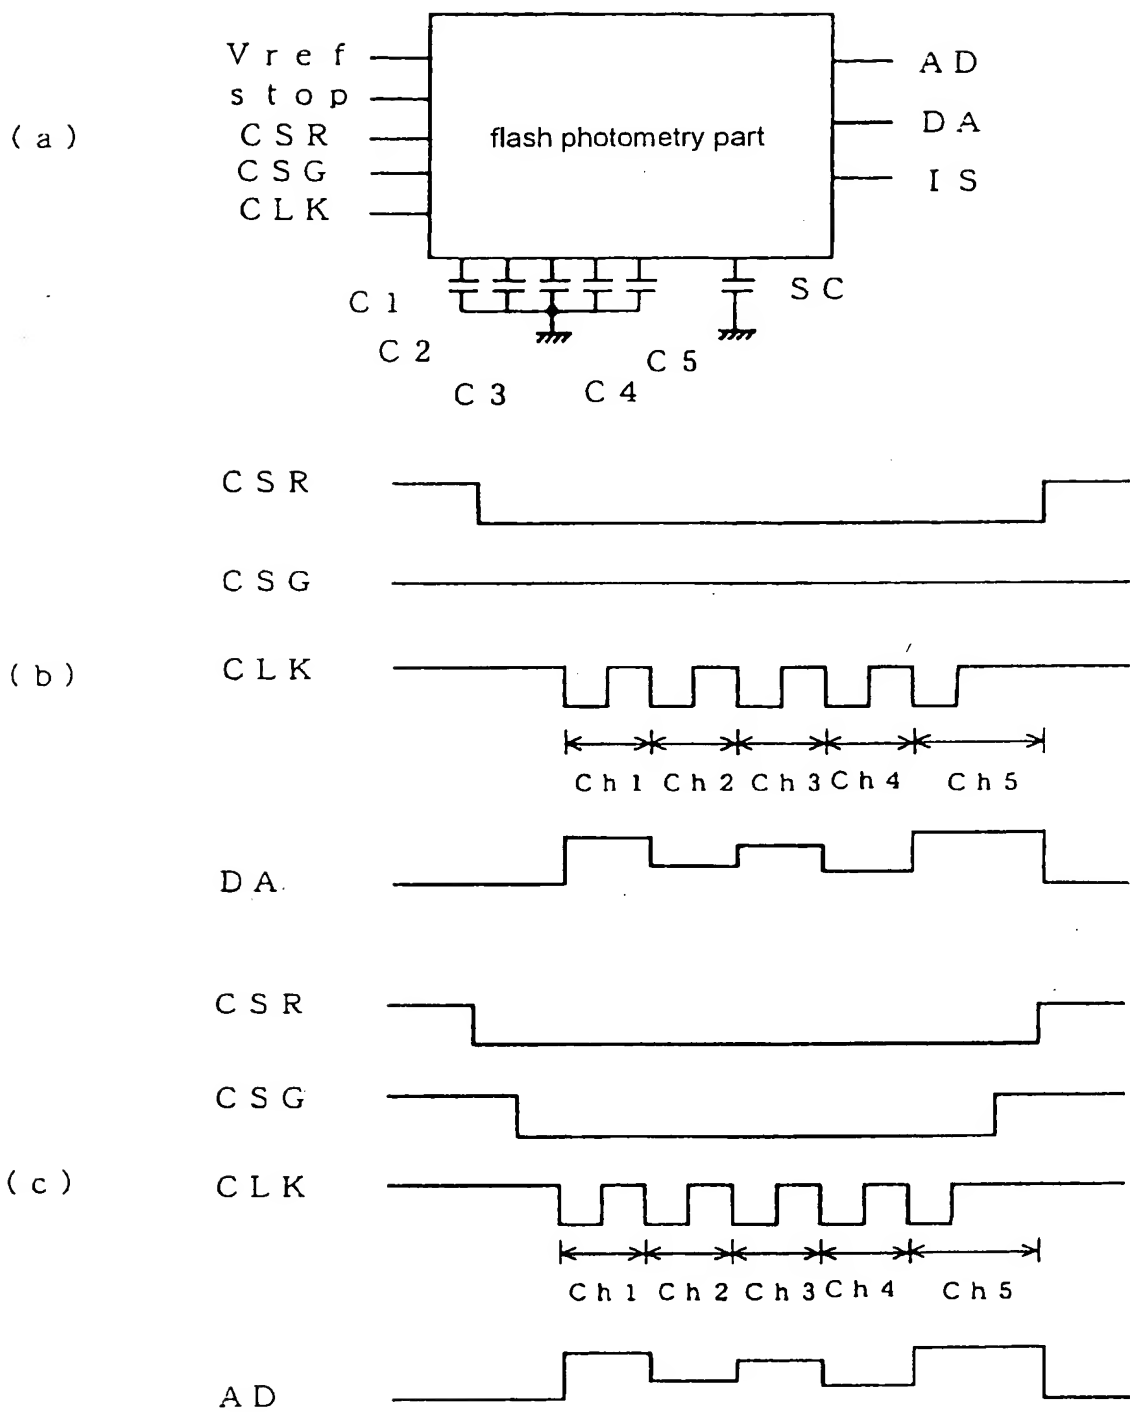 (a)
Vref
stop
CSR
CSG
CLK
flash photometry part
AD
DA
IS
C1
C2
C3
C4
C5
SC
(b)
CSR
CSG
CLK
Ch1 Ch2 Ch3 Ch4 Ch5
DA
(c)
CSR
CSG
CLK
Ch1 Ch2 Ch3 Ch4 Ch5
AD